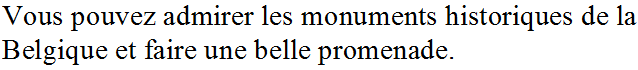 Vous pouvez admirer les monuments historiques de la
Belgique et faire une belle promenade.